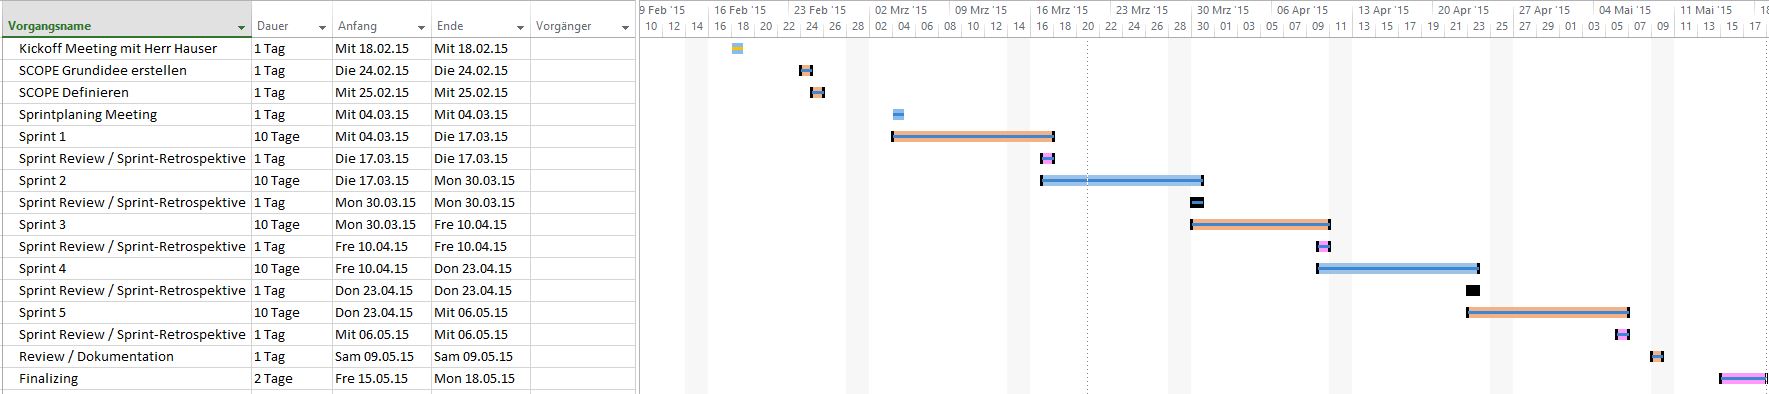 9 Feb '15 16 Feb '15 23 Feb '15 02 Mrz '15 09 Mrz '15 16 Mrz '15 23 Mrz '15 30 Mrz '15 06 Apr '15 13 Apr '15 20 Apr '15 27 Apr '15 04 Mai '15 11 Mai '15 18
Vorgangsname Dauer Anfang Ende Vorgänger
10 12 14 16 18 20 22 24 26 28 02 04 06 08 10 12 14 16 18 20 22 24 26 28 30 01 03 05 07 09 11 13 15 17 19 21 23 25 27 29 01 03 05 07 09 11 13 15 17
Kickoff Meeting mit Herr Hauser 1 Tag Mit 18.02.15 Mit 18.02.15
SCOPE Grundidee erstellen 1 Tag Die 24.02.15 Die 24.02.15
SCOPE Definieren 1 Tag Mit 25.02.15 Mit 25.02.15
Sprintplaning Meeting 1 Tag Mit 04.03.15 Mit 04.03.15
Sprint 1 10 Tage Mit 04.03.15 Die 17.03.15
Sprint Review / Sprint-Retrospektive 1 Tag Die 17.03.15 Die 17.03.15
Sprint 2 10 Tage Die 17.03.15 Mon 30.03.15
Sprint Review / Sprint-Retrospektive 1 Tag Mon 30.03.15 Mon 30.03.15
Sprint 3 10 Tage Mon 30.03.15 Fre 10.04.15
Sprint Review / Sprint-Retrospektive 1 Tag Fre 10.04.15 Fre 10.04.15
Sprint 4 10 Tage Fre 10.04.15 Don 23.04.15
Sprint Review / Sprint-Retrospektive 1 Tag Don 23.04.15 Don 23.04.15
Sprint 5 10 Tage Don 23.04.15 Mit 06.05.15
Sprint Review / Sprint-Retrospektive 1 Tag Mit 06.05.15 Mit 06.05.15
Review / Dokumentation 1 Tag Sam 09.05.15 Sam 09.05.15
Finalizing 2 Tage Fre 15.05.15 Mon 18.05.15